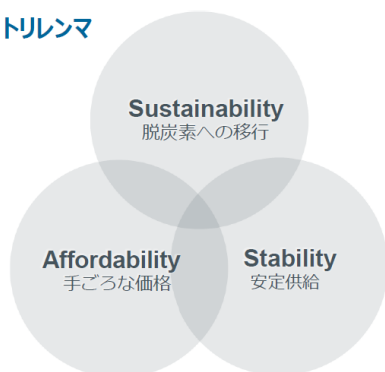 トリレンマ
Sustainability
脱炭素への移行
Affordability
手ごろな価格
Stability
安定供給